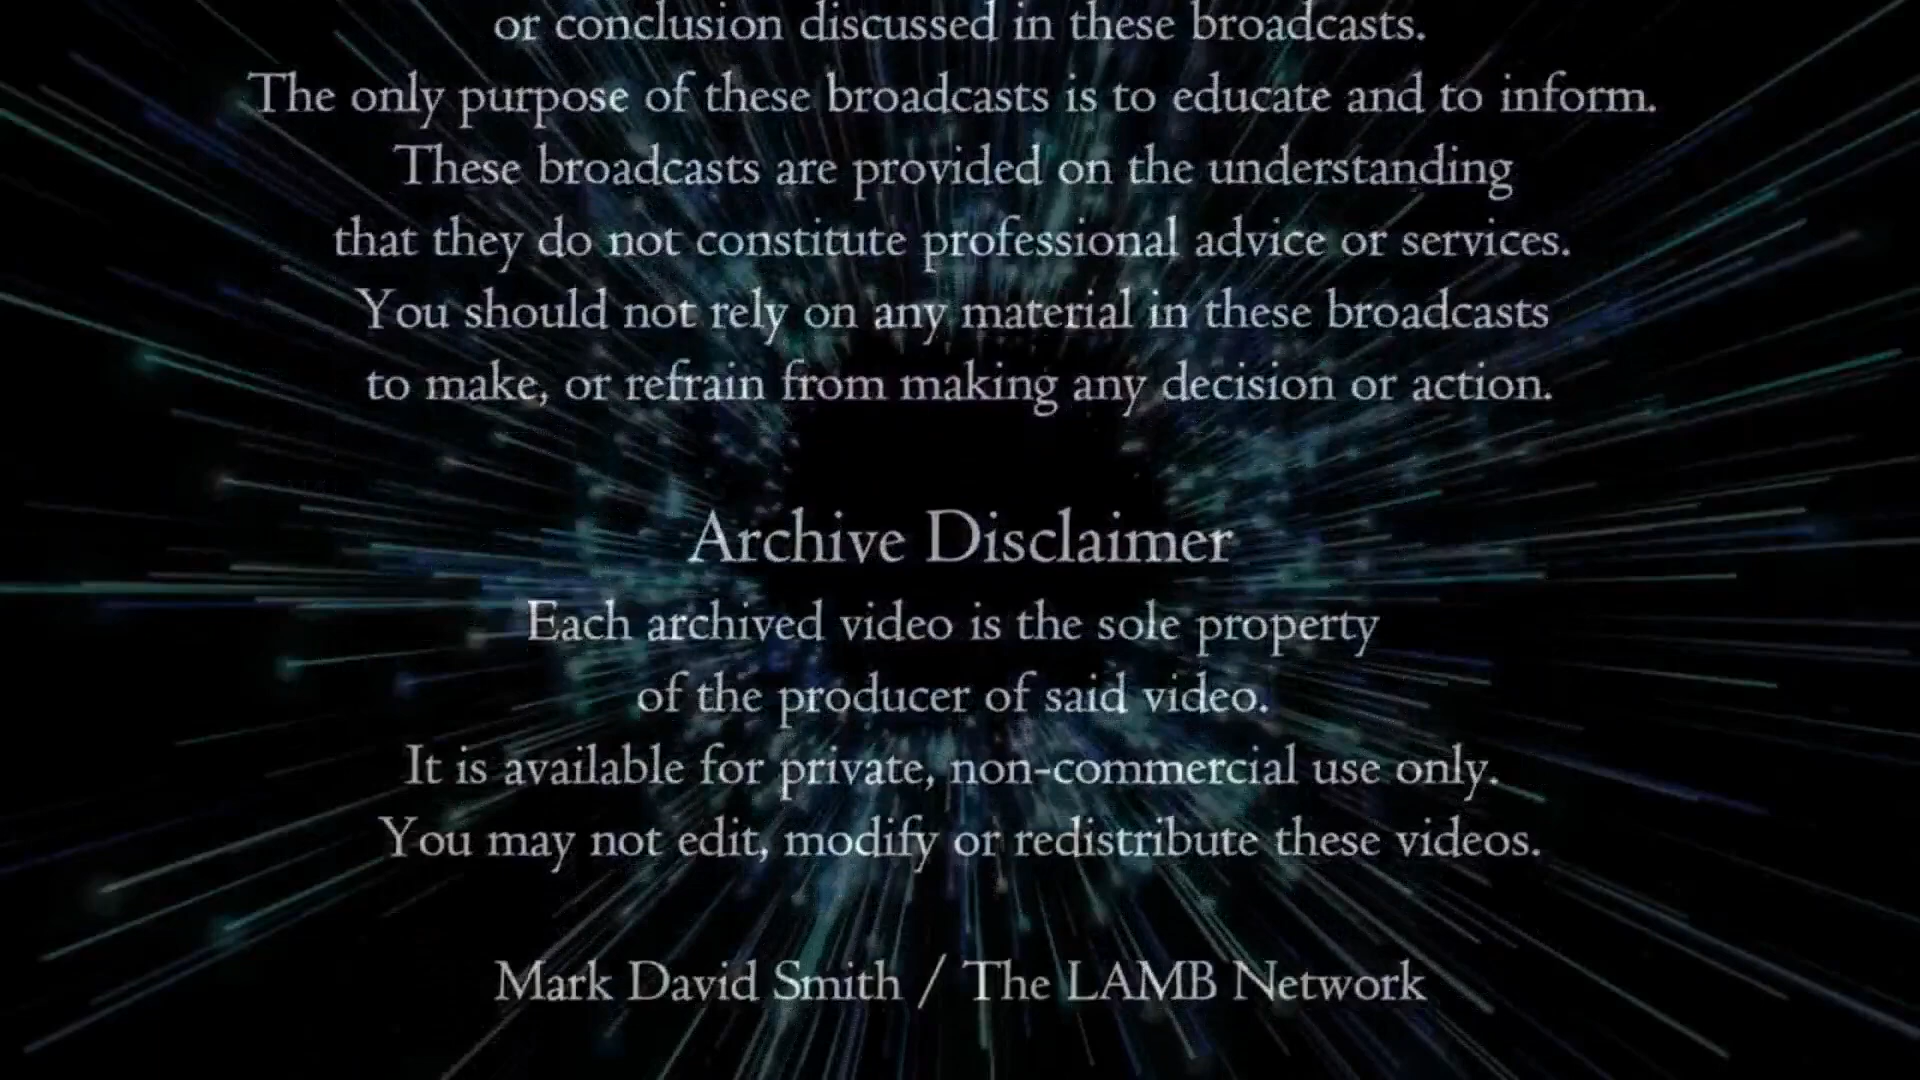 or conclusion discussed in these broadcasts.
The only purpose of these broadcasts is to educate and to inform.
These broadcasts are provided on the understanding
that they do not constitute professional advice or services.
You should not rely on any material in these broadcasts
to make, or refrain from making any decision or action.
Archive Disclaimer
Each archived video is the sole property
of the producer of said video.
It is available for private, non-commercial use only.
You may not edit, modify or redistribute these videos.
Mark David Smith / The LAMB Network